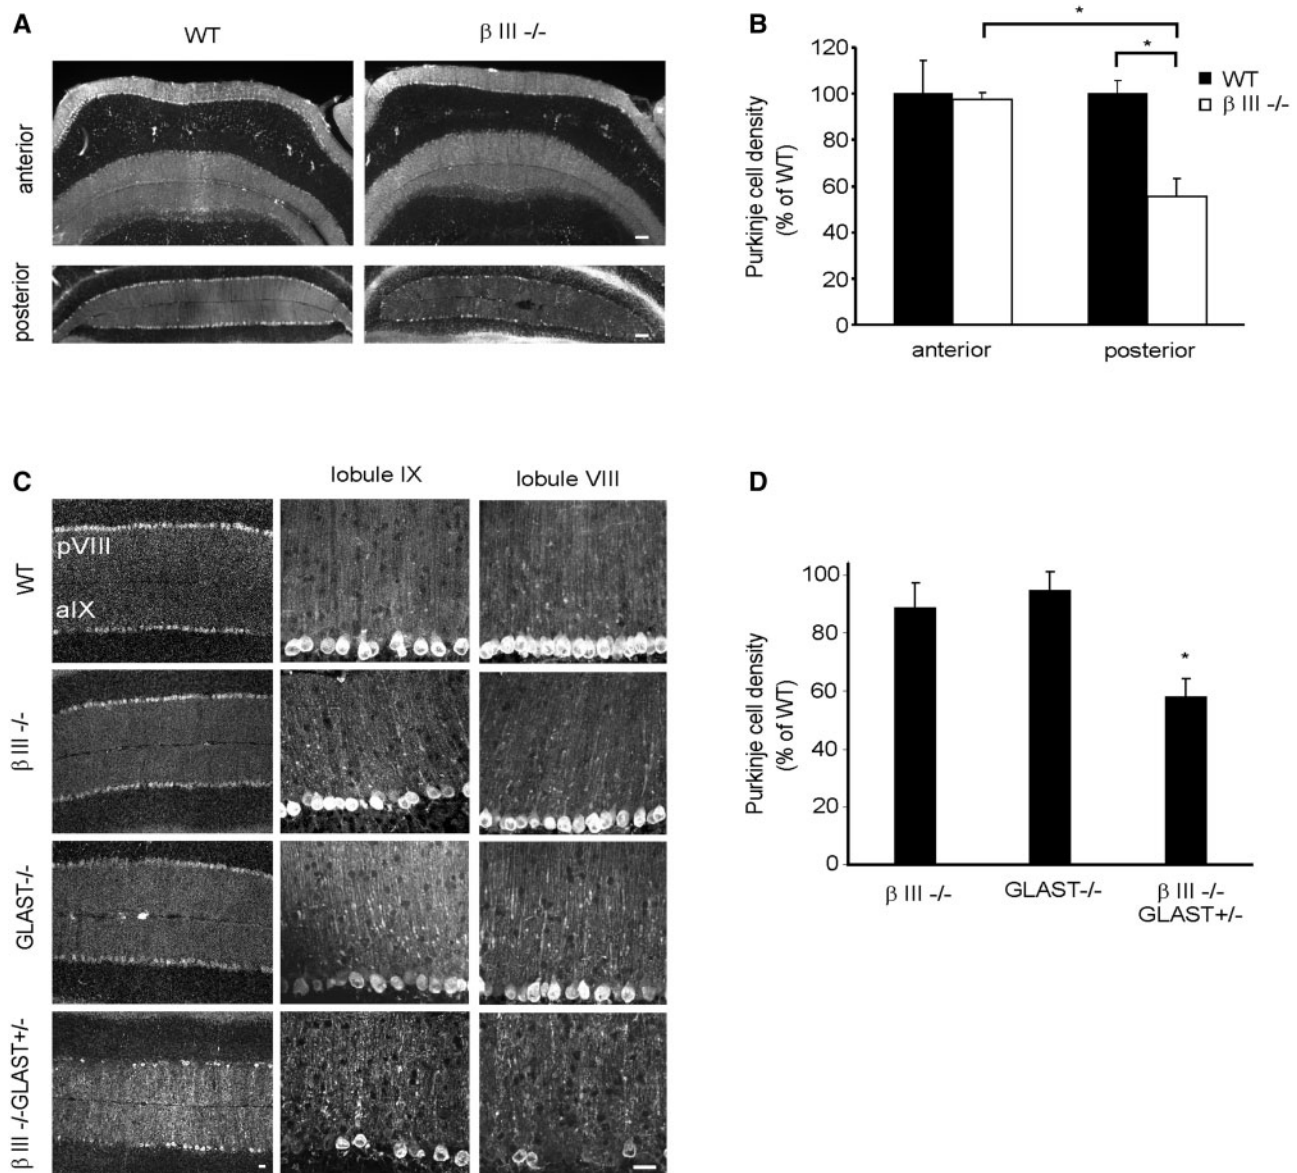 A
WT
β III -/-
anterior
posterior
B
*
*
120
100
80
60
40
20
0
Purkinje cell density
(% of WT)
WT
β III -/-
anterior
posterior
C
lobule IX
lobule VIII
WT
pVIII
aIX
β III -/-
GLAST-/-
β III -/-GLAST+/-
D
100
80
60
40
20
0
Purkinje cell density
(% of WT)
*
β III -/-
GLAST-/-
β III -/-
GLAST+/-